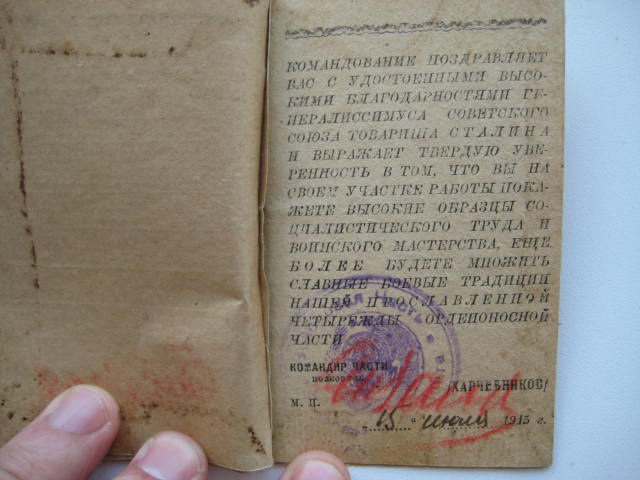 КОМАНДОВАНИЕ ПОЗДРАВЛЯЕТ
ВАС С УДОСТОЕННЫМИ ВЫСО-
КИМИ БЛАГОДАРНОСТЯМИ ГЕ-
НЕРАЛИССИМУСА СОВЕТСКОГО
СОЮЗА ТОВАРИЩА СТАЛИНА
И ВЫРАЖАЕТ ТВЕРДУЮ УВЕ-
РЕННОСТЬ В ТОМ, ЧТО ВЫ НА
СВОЕМ УЧАСТКЕ РАБОТЫ ПОКА-
ЖЕТЕ ВЫСОКИЕ ОБРАЗЦЫ СО-
ЦИАЛИСТИЧЕСКОГО ТРУДА И
ВОИНСКОГО МАСТЕРСТВА, ЕЩЕ
БОЛЕЕ БУДЕТЕ МНОЖИТЬ
СЛАВНЫЕ БОЕВЫЕ ТРАДИЦИИ
НАШЕЙ ПРОСЛАВЛЕННОЙ
ЧЕТЫРЕЖДЫ ОРДЕНОНОСНОЙ
ЧАСТИ
КОМАНДИР ЧАСТИ
/ХАРЧЕВНИКОВ/
М. П. "15" июля 1945 г.